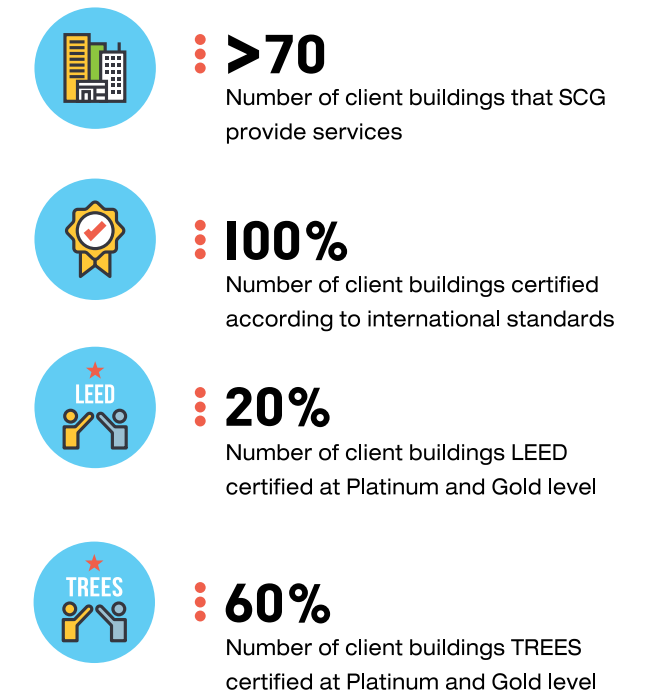 >70
Number of client buildings that SCG
provide services
100%
Number of client buildings certified
according to international standards
LEED
20%
Number of client buildings LEED
certified at Platinum and Gold level
TREES
60%
Number of client buildings TREES
certified at Platinum and Gold level